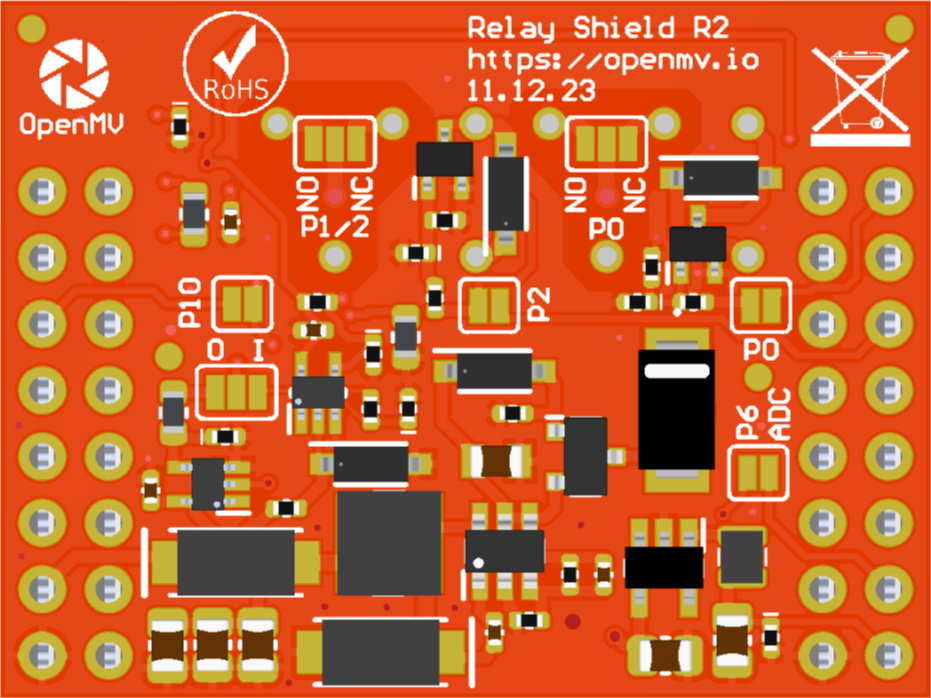 Relay Shield R2
https://openmv.io
11.12.23
RoHS
OpenMV
NO NC
P1/2
NO NC
P0
P10
P2
O I
P0
P6
ADC